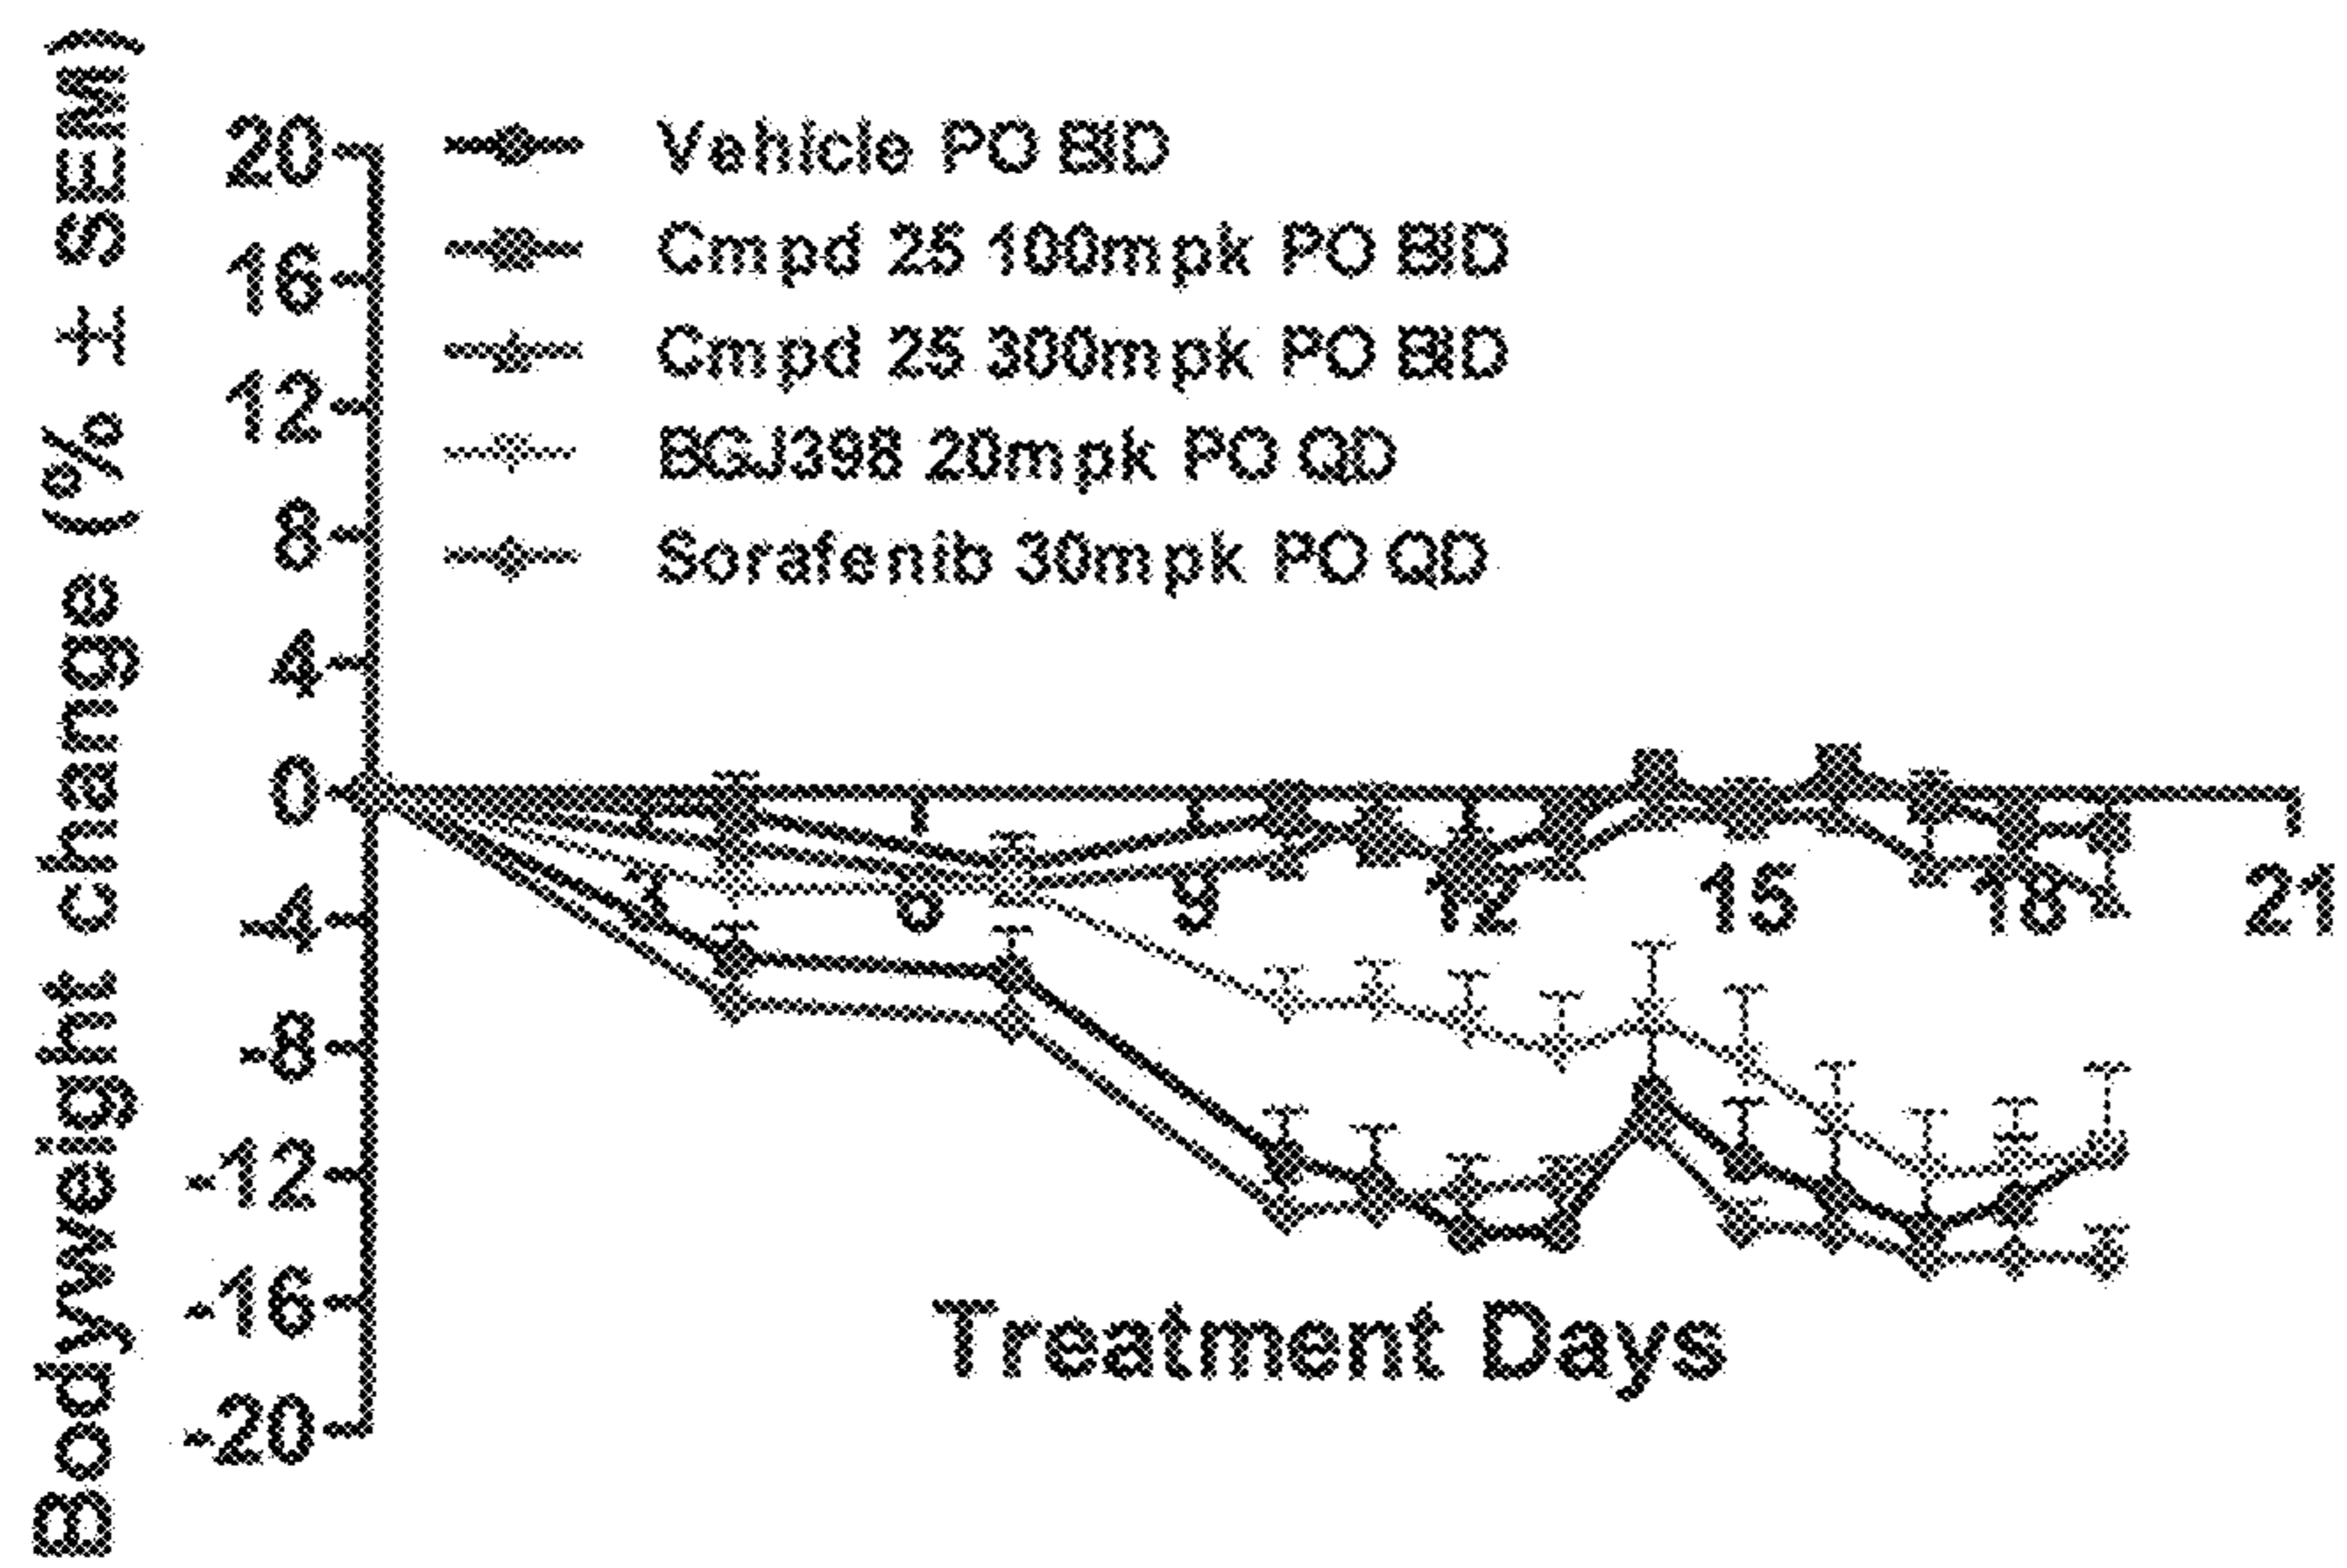 Bodyweight change (% ± SEM)
20
16
12
8
4
0
-4
-8
-12
-16
-20
Vehicle PO BID
Cmpd 25 100mpk PO BID
Cmpd 25 300mpk PO BID
BGJ398 20mpk PO QD
Sorafenib 30mpk PO QD
3 6 9 12 15 18 21
Treatment Days